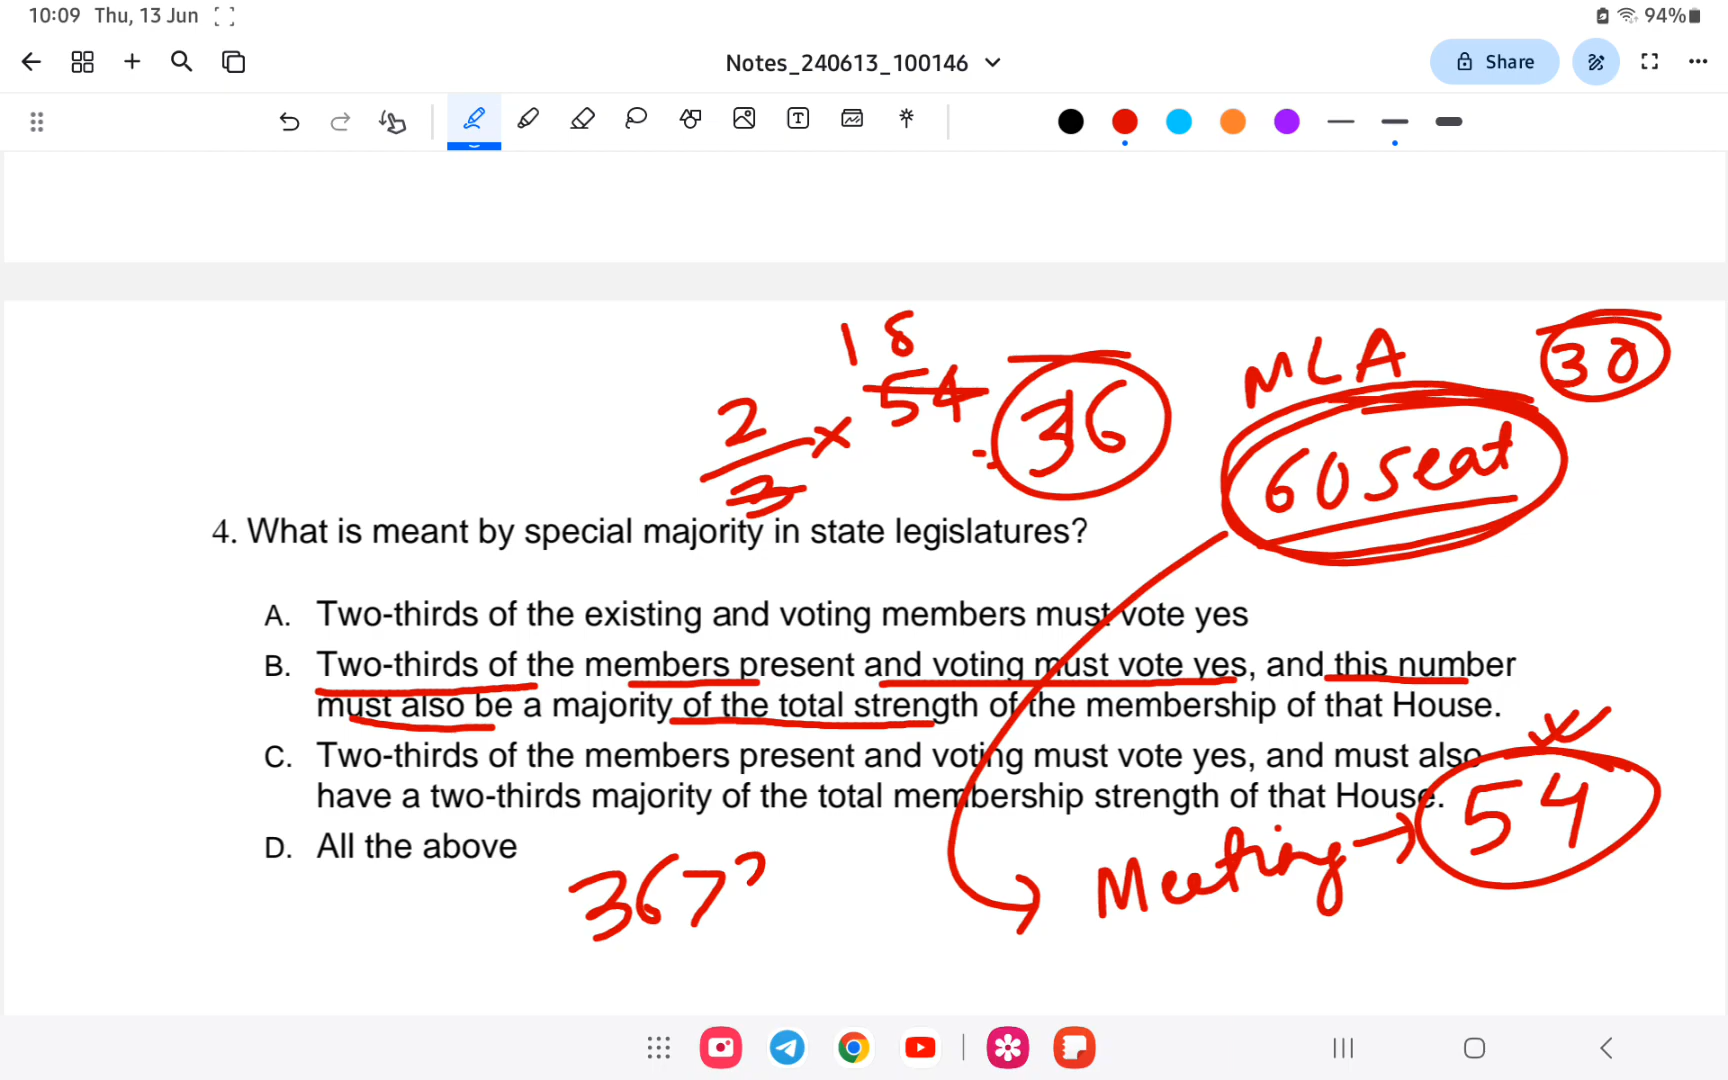 10:09 Thu, 13 Jun 94%
Notes_240613_100146
Share
18
2/3 × 54 = 36
MLA
30
60 seat
4. What is meant by special majority in state legislatures?
A. Two-thirds of the existing and voting members must vote yes
B. Two-thirds of the members present and voting must vote yes, and this number
must also be a majority of the total strength of the membership of that House.
C. Two-thirds of the members present and voting must vote yes, and must also
have a two-thirds majority of the total membership strength of that House.
D. All the above
Meeting → 54
36